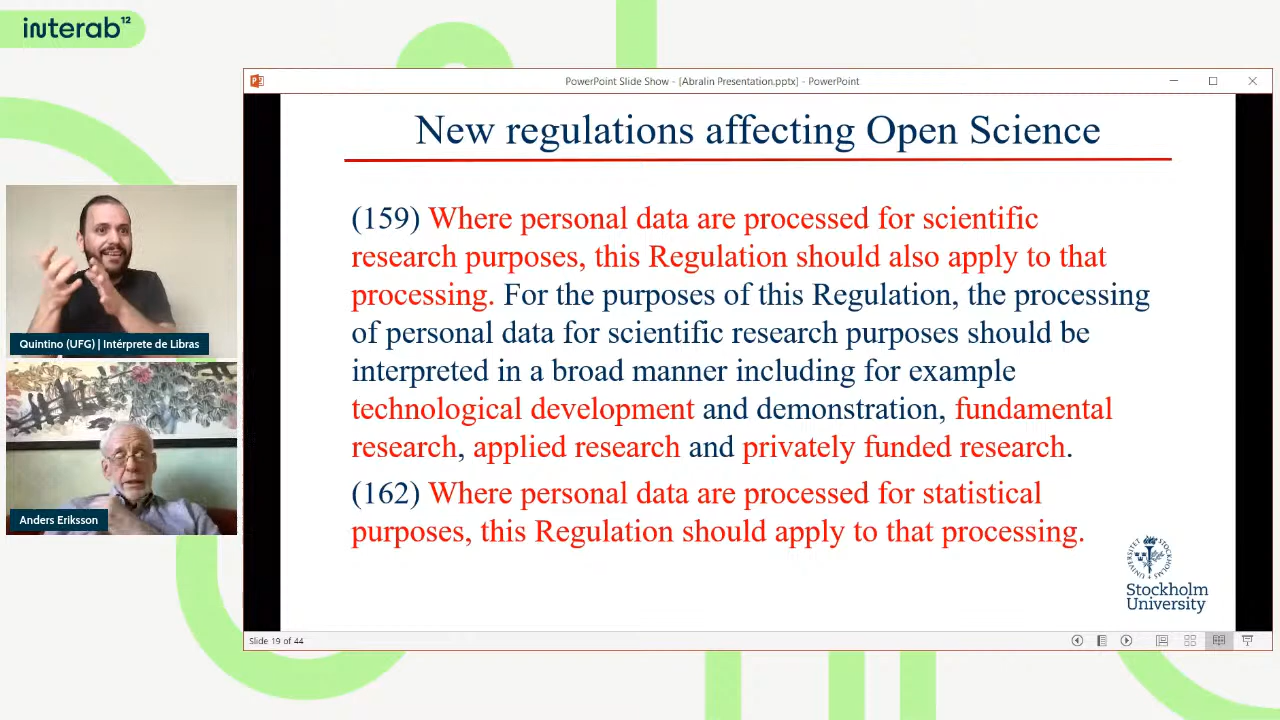 interab¹²
PowerPoint Slide Show - [Abralin Presentation.pptx] - PowerPoint
New regulations affecting Open Science
(159) Where personal data are processed for scientific
research purposes, this Regulation should also apply to that
processing. For the purposes of this Regulation, the processing
of personal data for scientific research purposes should be
interpreted in a broad manner including for example
technological development and demonstration, fundamental
research, applied research and privately funded research.
(162) Where personal data are processed for statistical
purposes, this Regulation should apply to that processing.
Stockholm
University
Slide 19 of 44
Quintino (UFG) | Intérprete de Libras
Anders Eriksson